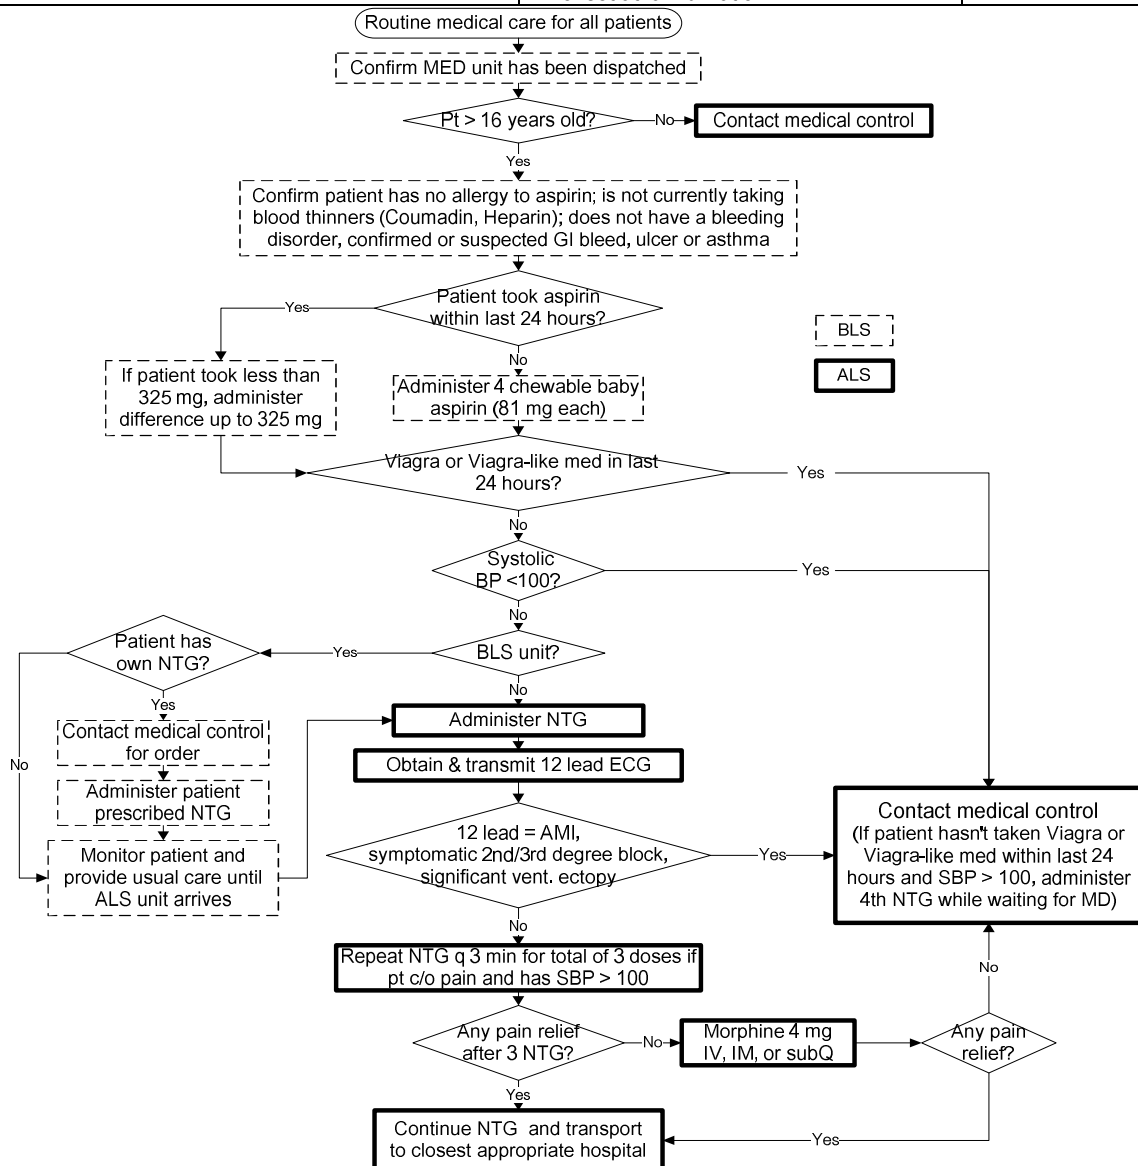 Routine medical care for all patients
Confirm MED unit has been dispatched
Pt > 16 years old?
No
Contact medical control
Yes
Confirm patient has no allergy to aspirin; is not currently taking
blood thinners (Coumadin, Heparin); does not have a bleeding
disorder, confirmed or suspected GI bleed, ulcer or asthma
Patient took aspirin
within last 24 hours?
Yes
No
BLS
ALS
If patient took less than
325 mg, administer
difference up to 325 mg
Administer 4 chewable baby
aspirin (81 mg each)
Viagra or Viagra-like med in last
24 hours?
Yes
No
Systolic
BP <100?
Yes
No
BLS unit?
Yes
Patient has
own NTG?
No
Yes
No
Administer NTG
Contact medical control
for order
Obtain & transmit 12 lead ECG
Administer patient
prescribed NTG
Monitor patient and
provide usual care until
ALS unit arrives
12 lead = AMI,
symptomatic 2nd/3rd degree block,
significant vent. ectopy
Yes
Contact medical control
(If patient hasn't taken Viagra or
Viagra-like med within last 24
hours and SBP > 100, administer
4th NTG while waiting for MD)
No
Repeat NTG q 3 min for total of 3 doses if
pt c/o pain and has SBP > 100
No
Any pain relief
after 3 NTG?
No
Morphine 4 mg
IV, IM, or subQ
Any pain
relief?
Yes
Continue NTG and transport
to closest appropriate hospital
Yes